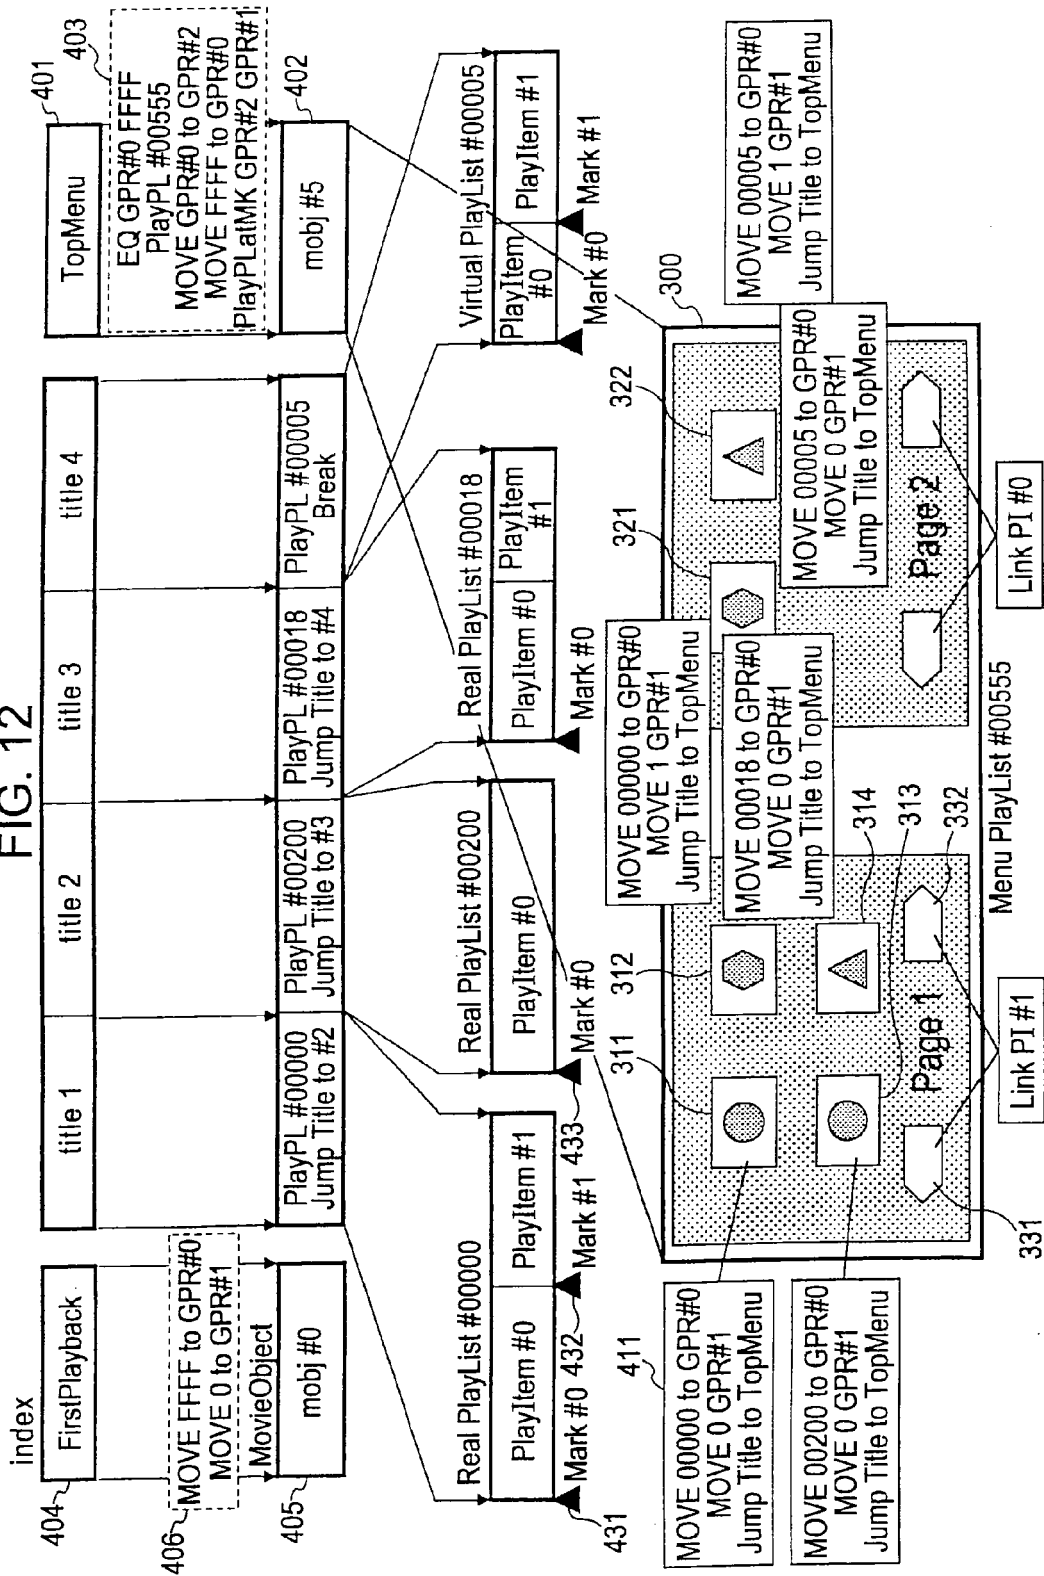 FIG. 12
index
404
FirstPlayback
title 1
title 2
title 3
title 4
TopMenu
401
403
406
MOVE FFFF to GPR#0
MOVE 0 to GPR#1
EQ GPR#0 FFFF
PlayPL #00555
MOVE GPR#0 to GPR#2
MOVE FFFF to GPR#0
PlayPLatMK GPR#2 GPR#1
MovieObject
405
mobj #0
PlayPL #00000
Jump Title to #2
PlayPL #00200
Jump Title to #3
PlayPL #00018
Jump Title to #4
PlayPL #00005
Break
mobj #5
402
Real PlayList #00000
PlayItem #0
PlayItem #1
431
Mark #0
432
Mark #1
Real PlayList #00200
PlayItem #0
433
Mark #0
Real PlayList #00018
PlayItem #0
PlayItem
#1
Mark #0
Virtual PlayList #00005
PlayItem
#0
PlayItem #1
Mark #0
Mark #1
411
MOVE 00000 to GPR#0
MOVE 0 GPR#1
Jump Title to TopMenu
MOVE 00200 to GPR#0
MOVE 0 GPR#1
Jump Title to TopMenu
311
312
MOVE 00000 to GPR#0
MOVE 1 GPR#1
Jump Title to TopMenu
MOVE 00018 to GPR#0
MOVE 0 GPR#1
Jump Title to TopMenu
314
313
332
331
Page 1
Link PI #1
321
322
300
MOVE 00005 to GPR#0
MOVE 0 GPR#1
Jump Title to TopMenu
MOVE 00005 to GPR#0
MOVE 1 GPR#1
Jump Title to TopMenu
Page 2
Link PI #0
Menu PlayList #00555